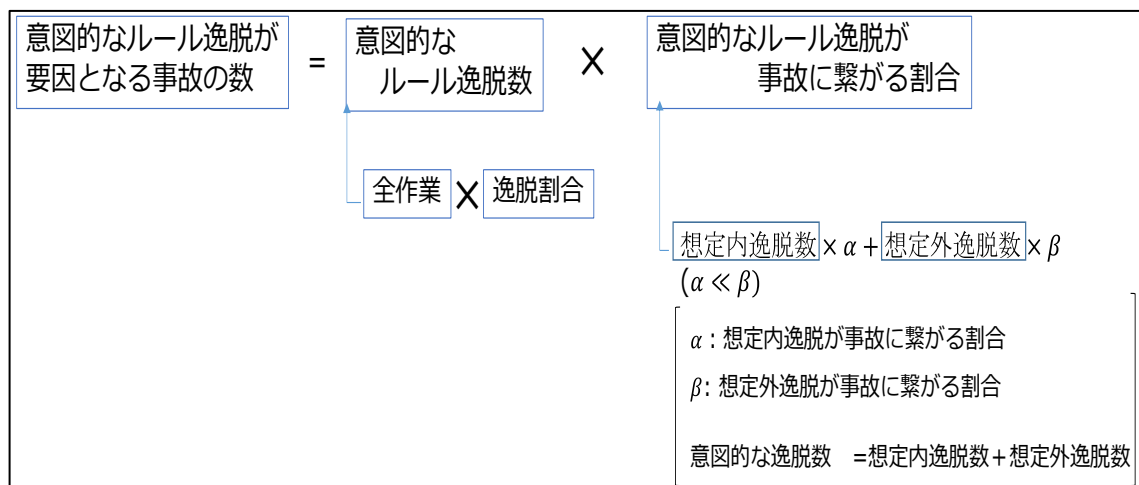 意図的なルール逸脱が
要因となる事故の数
=
意図的な
ルール逸脱数
×
意図的なルール逸脱が
事故に繋がる割合
全作業 × 逸脱割合
想定内逸脱数 × α + 想定外逸脱数 × β
(α ≪ β)
α：想定内逸脱が事故に繋がる割合
β：想定外逸脱が事故に繋がる割合
意図的な逸脱数 =想定内逸脱数+想定外逸脱数